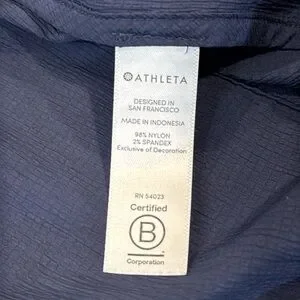 ATHLETA
DESIGNED IN
SAN FRANCISCO
MADE IN INDONESIA
98% NYLON
2% SPANDEX
Exclusive of Decoration
RN 54023
Certified
B
Corporation